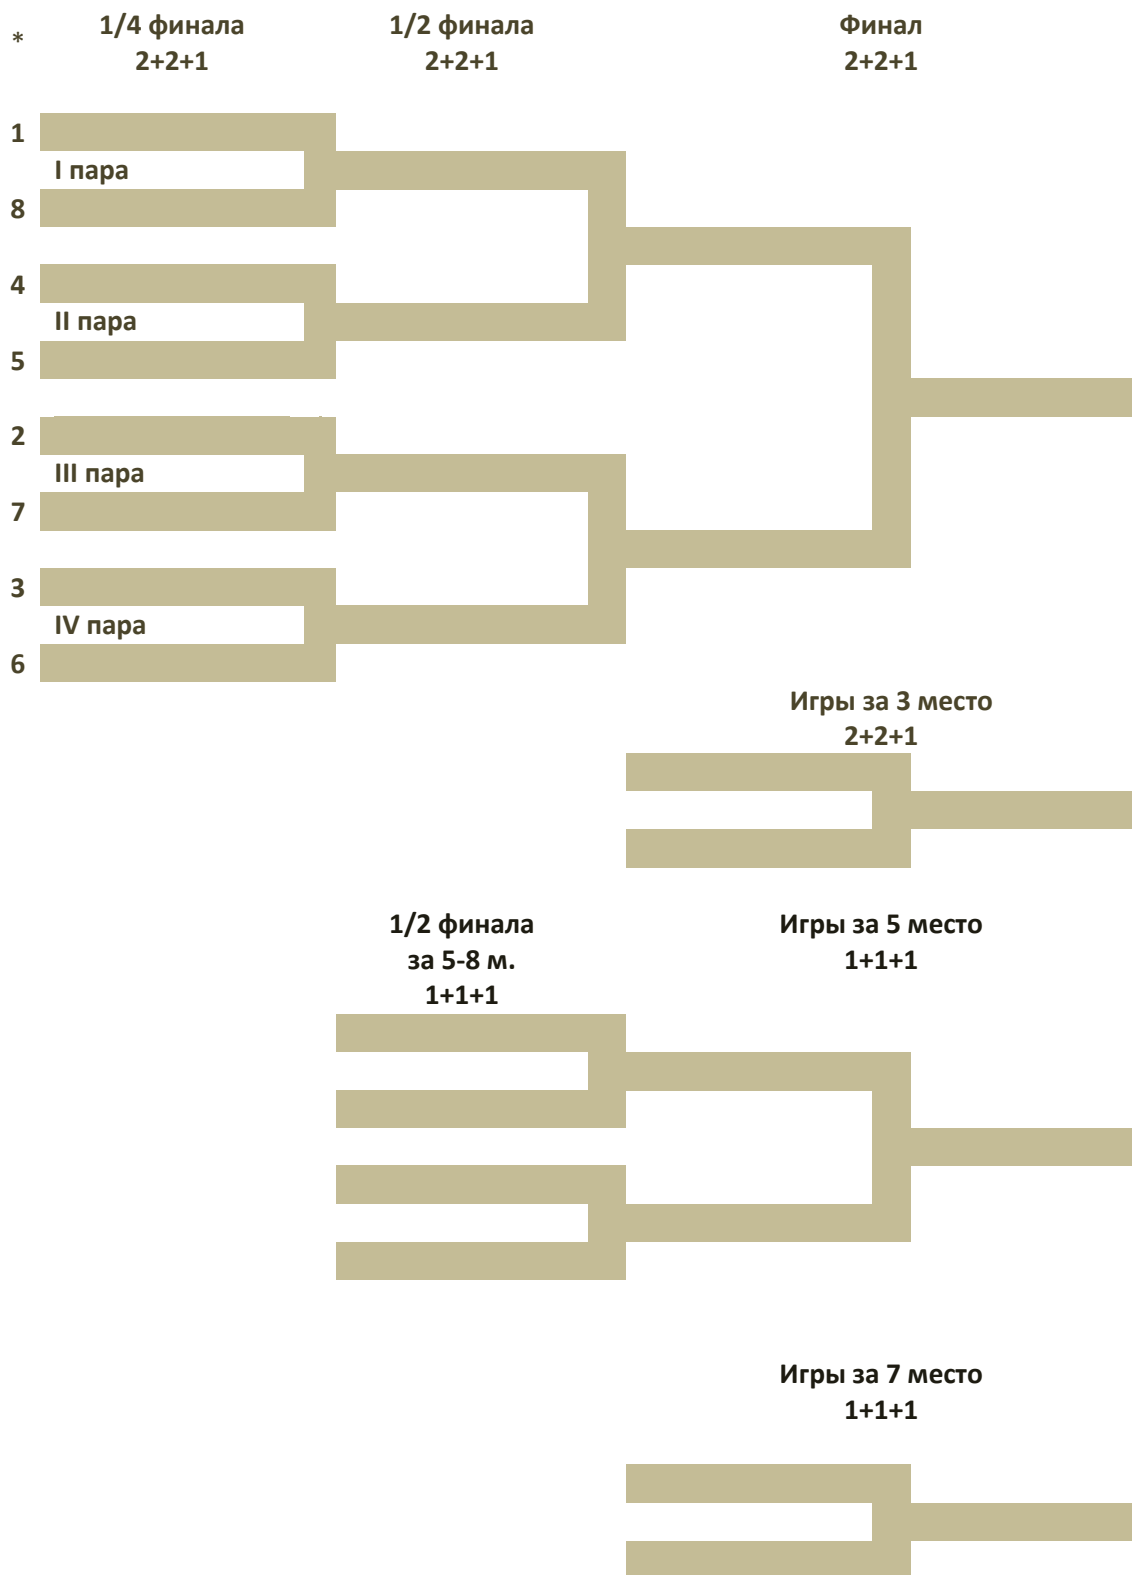 *
1/4 финала
2+2+1
1/2 финала
2+2+1
Финал
2+2+1
1
I пара
8
4
II пара
5
2
III пара
7
3
IV пара
6
Игры за 3 место
2+2+1
1/2 финала
за 5-8 м.
1+1+1
Игры за 5 место
1+1+1
Игры за 7 место
1+1+1